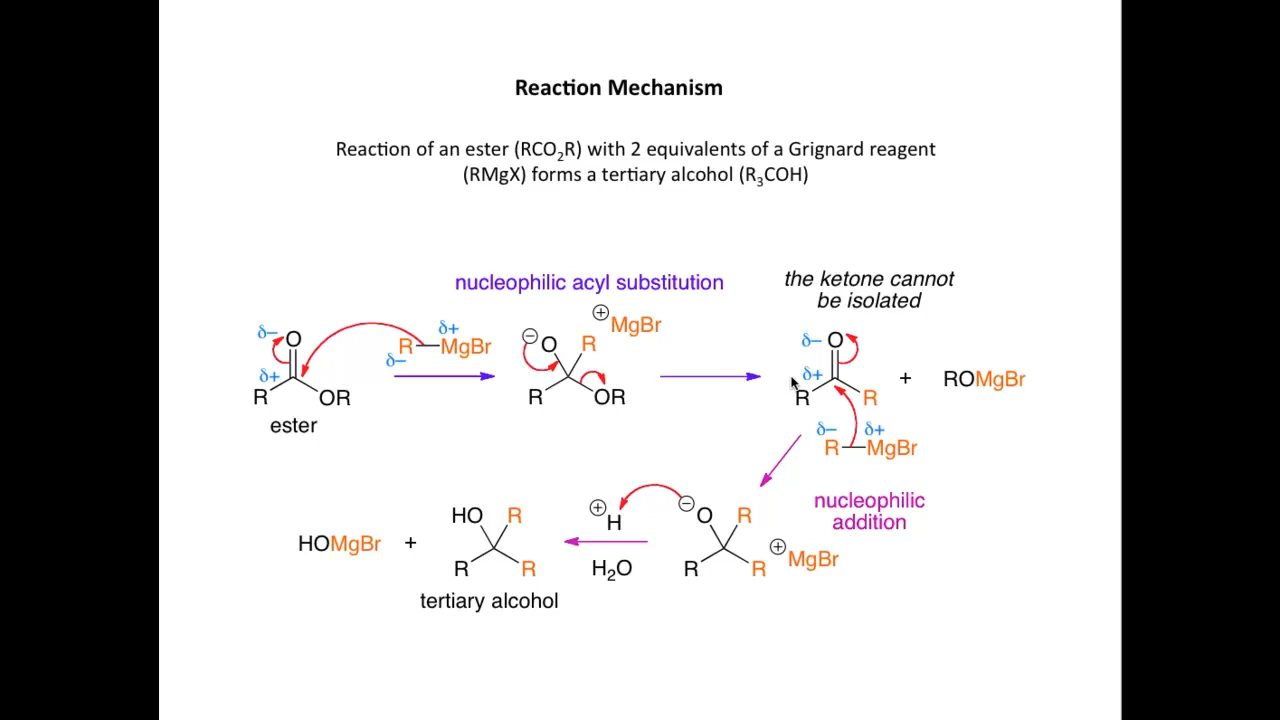 Reaction Mechanism
Reaction of an ester (RCO₂R) with 2 equivalents of a Grignard reagent
(RMgX) forms a tertiary alcohol (R₃COH)
nucleophilic acyl substitution
the ketone cannot
be isolated
δ− O
δ+
R OR
ester
δ+
R MgBr
δ−
⊕ MgBr
⊖ O R
R OR
δ− O
δ+
R R
+ ROMgBr
δ− δ+
R MgBr
nucleophilic
addition
⊖ O R
R R
⊕ MgBr
⊕ H
H₂O
HO R
R R
tertiary alcohol
HOMgBr +